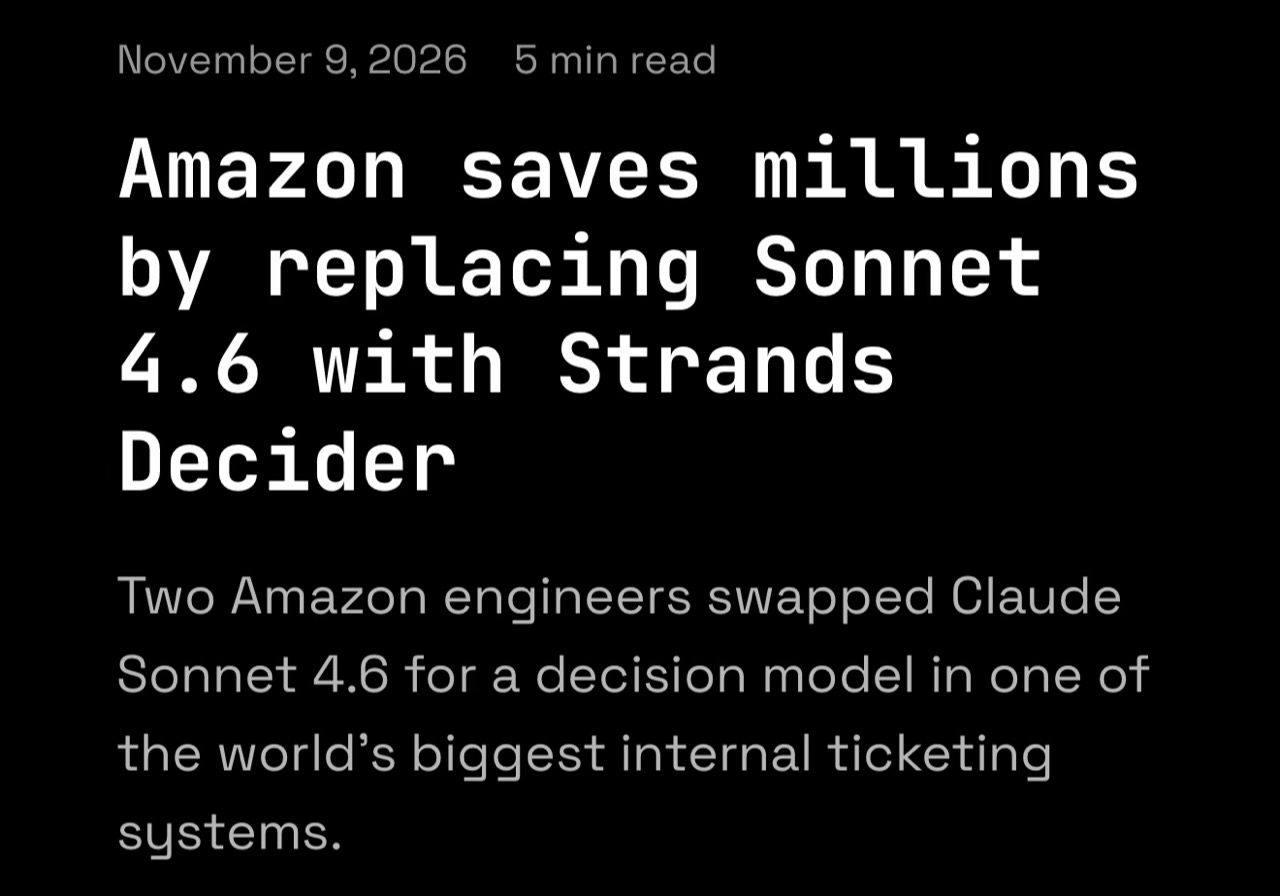 November 9, 2026 5 min read
Amazon saves millions
by replacing Sonnet
4.6 with Strands
Decider
Two Amazon engineers swapped Claude
Sonnet 4.6 for a decision model in one of
the world’s biggest internal ticketing
systems.